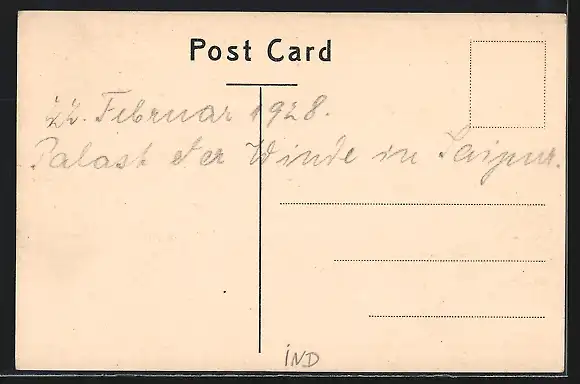 Post Card
22. Februar 1928.
Palast der Winde in Jaipur.
IND